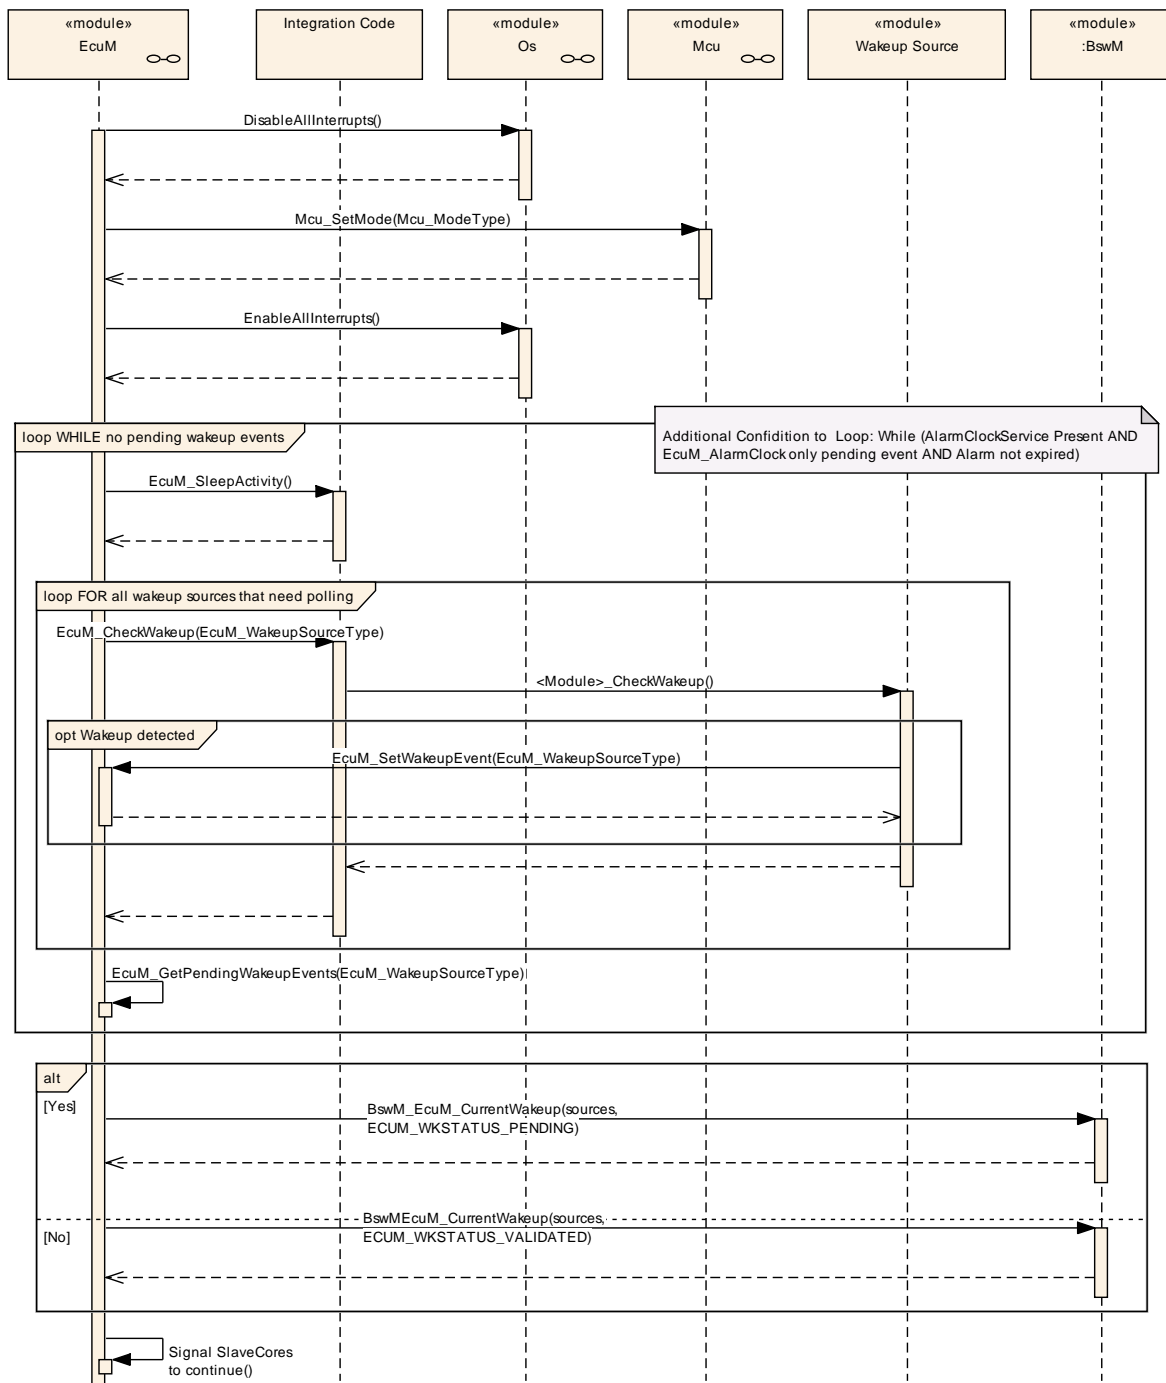 «module»
EcuM
Integration Code
«module»
Os
«module»
Mcu
«module»
Wakeup Source
«module»
:BswM
DisableAllInterrupts()
Mcu_SetMode(Mcu_ModeType)
EnableAllInterrupts()
loop WHILE no pending wakeup events
Additional Confidition to Loop: While (AlarmClockService Present AND
EcuM_AlarmClock only pending event AND Alarm not expired)
EcuM_SleepActivity()
loop FOR all wakeup sources that need polling
EcuM_CheckWakeup(EcuM_WakeupSourceType)
<Module>_CheckWakeup()
opt Wakeup detected
EcuM_SetWakeupEvent(EcuM_WakeupSourceType)
EcuM_GetPendingWakeupEvents(EcuM_WakeupSourceType)
alt
[Yes]
BswM_EcuM_CurrentWakeup(sources,
ECUM_WKSTATUS_PENDING)
BswMEcuM_CurrentWakeup(sources,
ECUM_WKSTATUS_VALIDATED)
[No]
Signal SlaveCores
to continue()